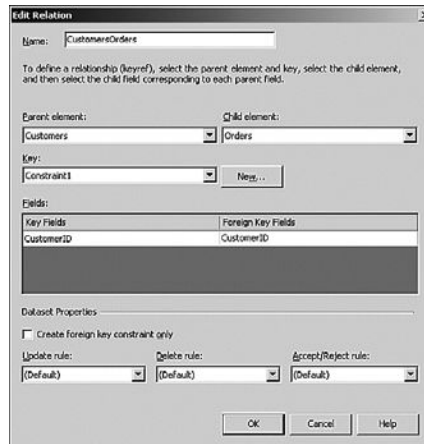 Edit Relation
Name: CustomersOrders
To define a relationship (keyref), select the parent element and key, select the child element,
and then select the child field corresponding to each parent field.
Parent element: Child element:
Customers Orders
Key:
Constraint1 New...
Fields:
Key Fields Foreign Key Fields
CustomerID CustomerID
Dataset Properties
Create foreign key constraint only
Update rule: Delete rule: Accept/Reject rule:
(Default) (Default) (Default)
OK Cancel Help